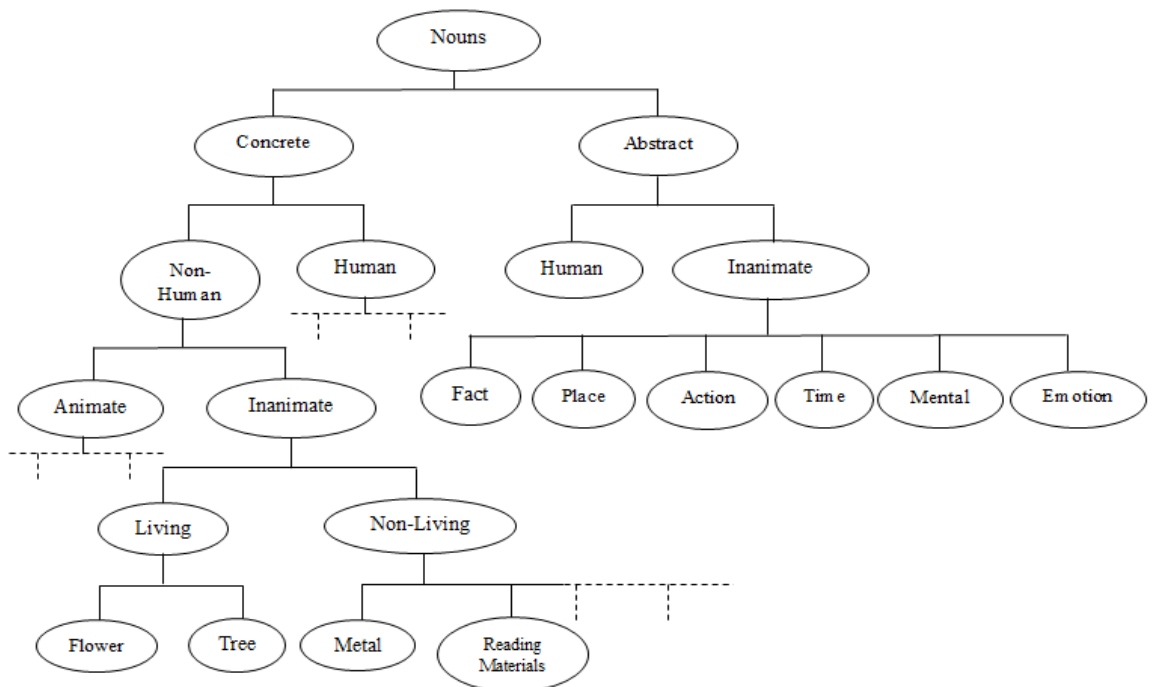 Nouns
Concrete
Abstract
Non-
Human
Human
Human
Inanimate
Animate
Inanimate
Fact
Place
Action
Time
Mental
Emotion
Living
Non-Living
Flower
Tree
Metal
Reading
Materials